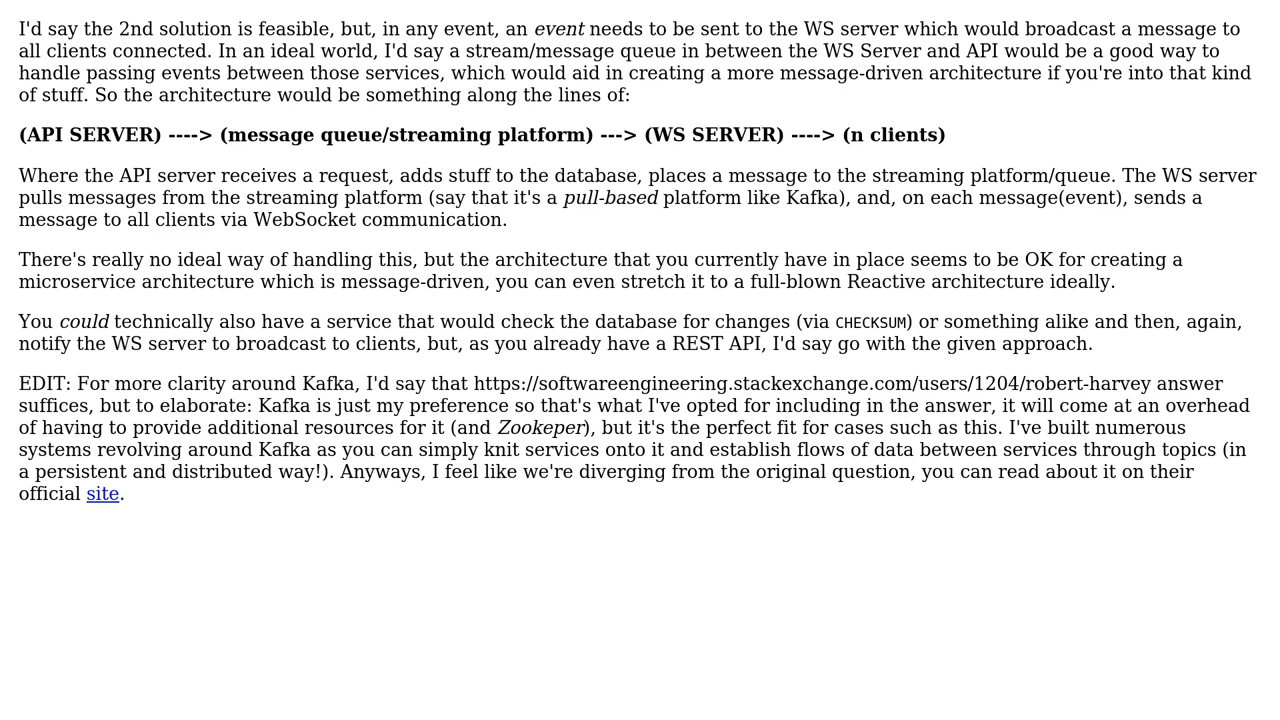 I'd say the 2nd solution is feasible, but, in any event, an event needs to be sent to the WS server which would broadcast a message to
all clients connected. In an ideal world, I'd say a stream/message queue in between the WS Server and API would be a good way to
handle passing events between those services, which would aid in creating a more message-driven architecture if you're into that kind
of stuff. So the architecture would be something along the lines of:
(API SERVER) ----> (message queue/streaming platform) ---> (WS SERVER) ----> (n clients)
Where the API server receives a request, adds stuff to the database, places a message to the streaming platform/queue. The WS server
pulls messages from the streaming platform (say that it's a pull-based platform like Kafka), and, on each message(event), sends a
message to all clients via WebSocket communication.
There's really no ideal way of handling this, but the architecture that you currently have in place seems to be OK for creating a
microservice architecture which is message-driven, you can even stretch it to a full-blown Reactive architecture ideally.
You could technically also have a service that would check the database for changes (via CHECKSUM) or something alike and then, again,
notify the WS server to broadcast to clients, but, as you already have a REST API, I'd say go with the given approach.
EDIT: For more clarity around Kafka, I'd say that https://softwareengineering.stackexchange.com/users/1204/robert-harvey answer
suffices, but to elaborate: Kafka is just my preference so that's what I've opted for including in the answer, it will come at an overhead
of having to provide additional resources for it (and Zookeper), but it's the perfect fit for cases such as this. I've built numerous
systems revolving around Kafka as you can simply knit services onto it and establish flows of data between services through topics (in
a persistent and distributed way!). Anyways, I feel like we're diverging from the original question, you can read about it on their
official site.